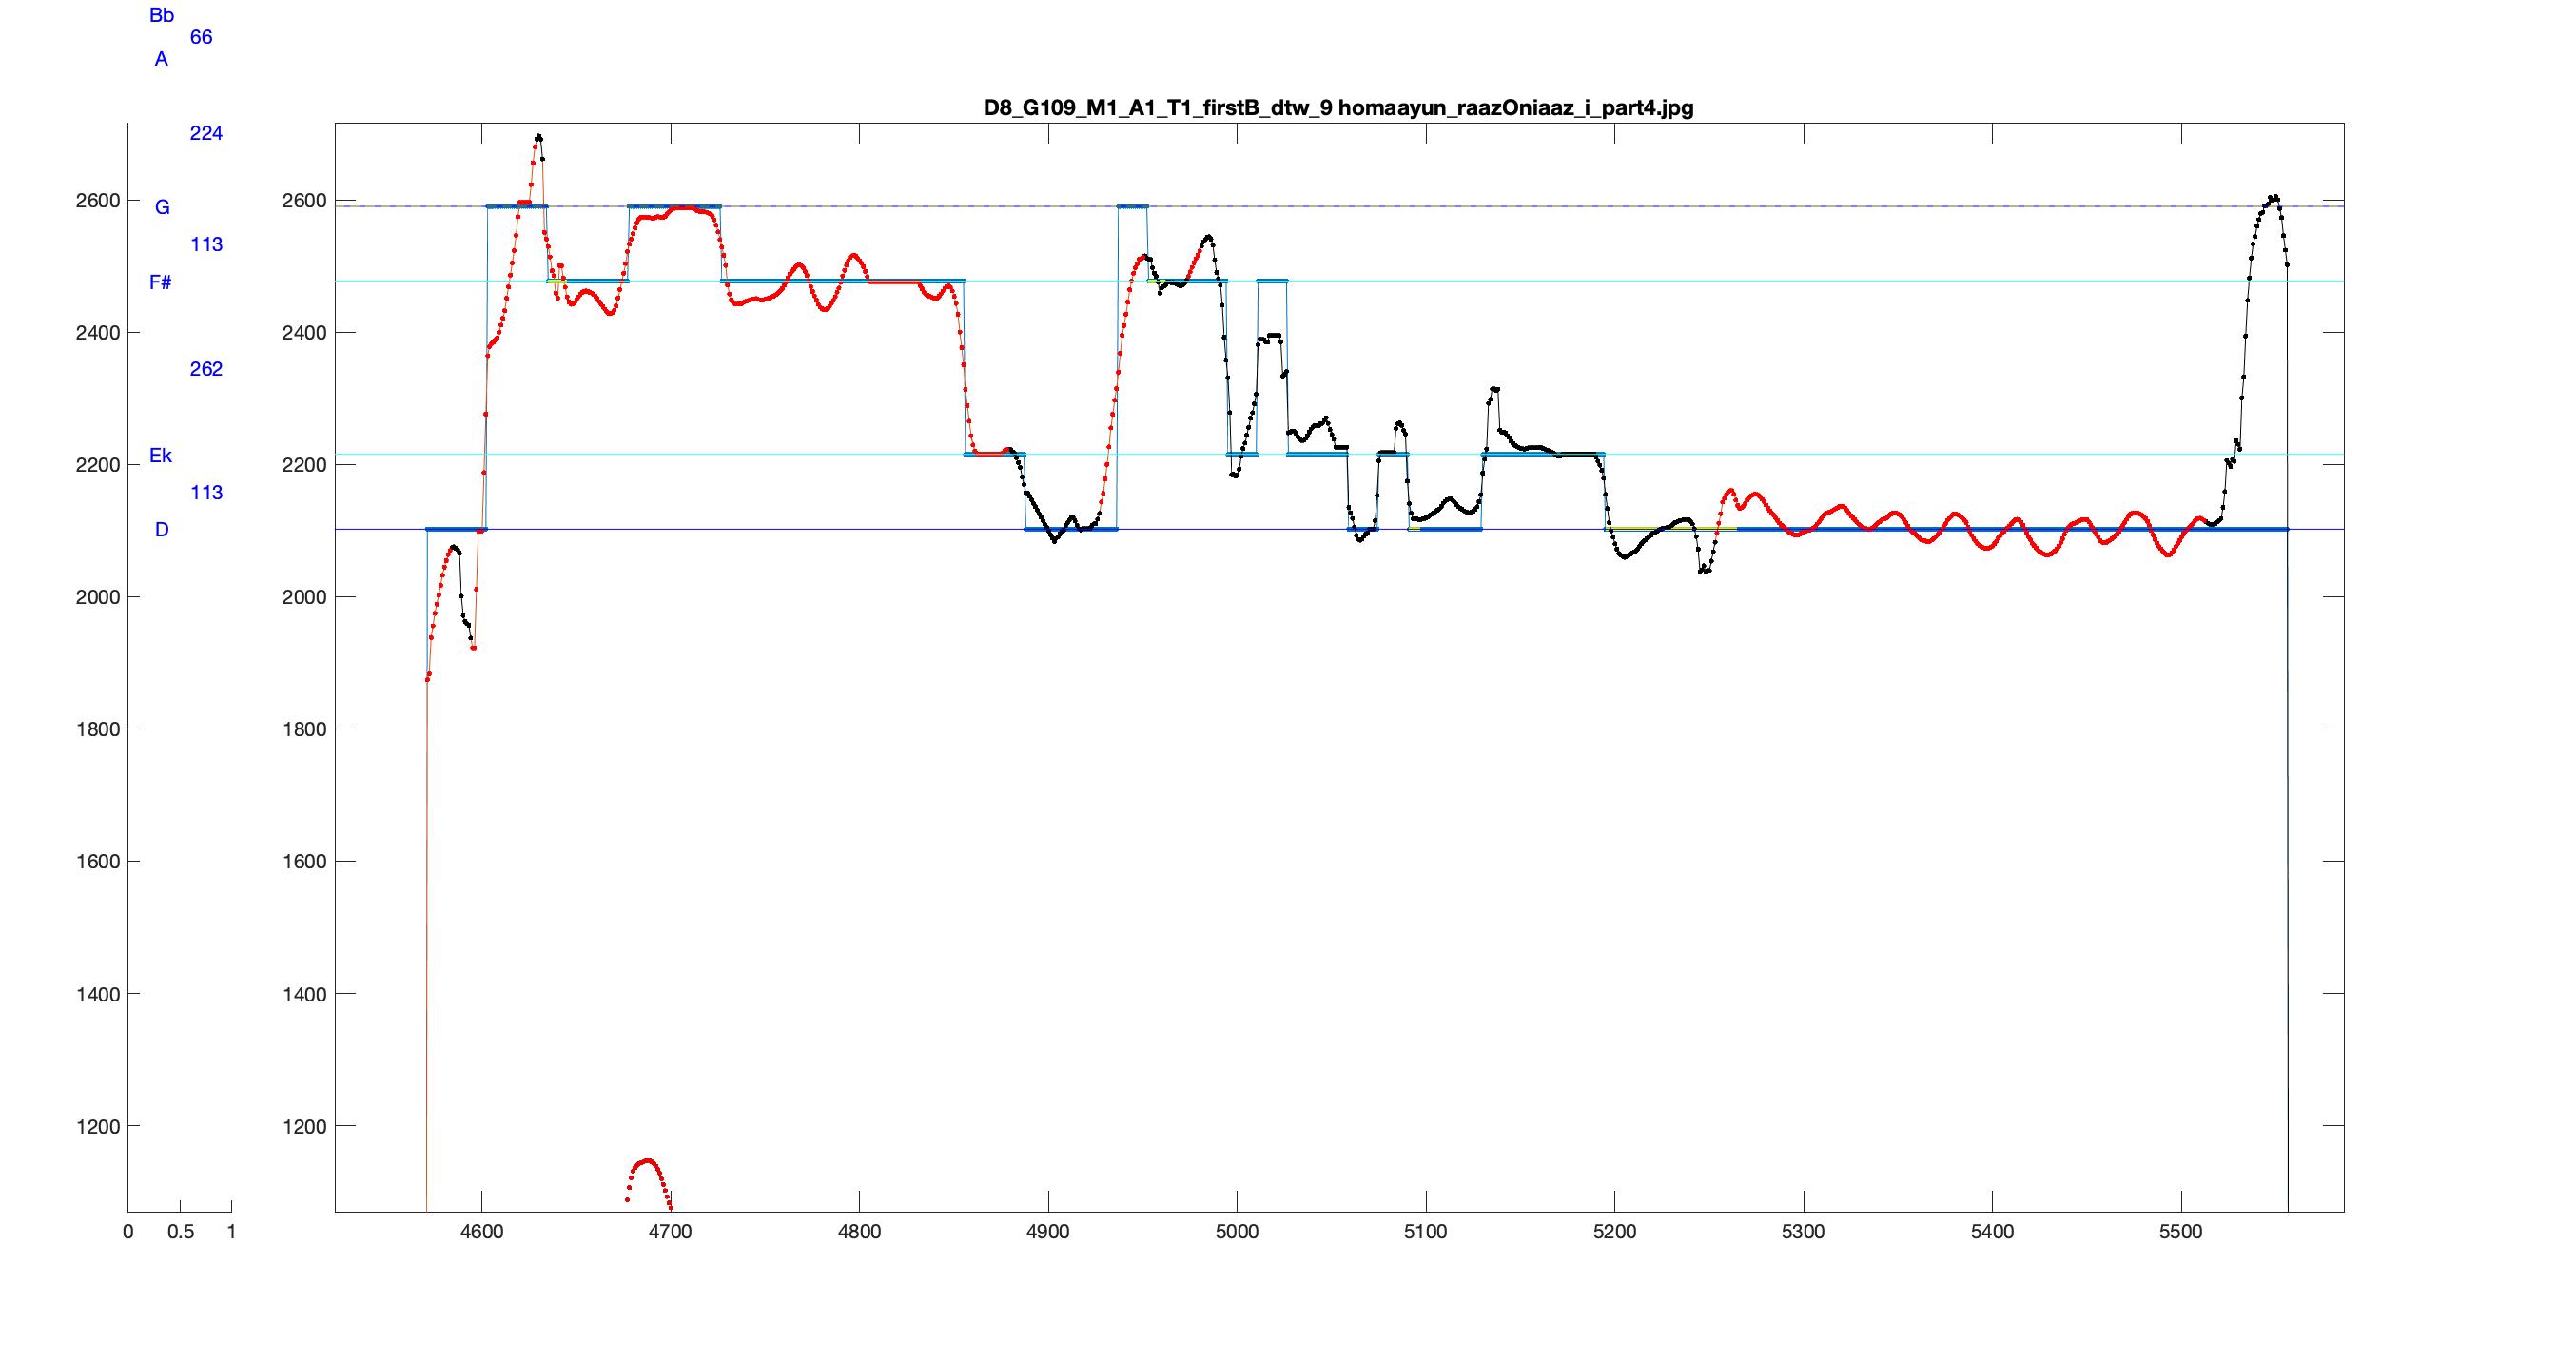 Bb
66
A
D8_G109_M1_A1_T1_firstB_dtw_9 homaayun_raazOniaaz_i_part4.jpg
224
2600 G 2600
113
F#
2400 2400
262
2200 Ek 2200
113
D
2000 2000
1800 1800
1600 1600
1400 1400
1200 1200
0 0.5 1 4600 4700 4800 4900 5000 5100 5200 5300 5400 5500